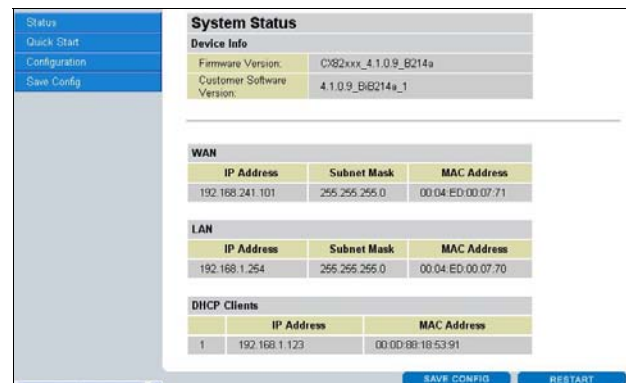 Status
Quick Start
Configuration
Save Config
System Status
Device Info
Firmware Version: CX82xxx_4.1.0.9_B214a
Customer Software Version: 4.1.0.9_BiB214a_1
WAN
IP Address Subnet Mask MAC Address
192.168.241.101 255.255.255.0 00:04:ED:00:07:71
LAN
IP Address Subnet Mask MAC Address
192.168.1.254 255.255.255.0 00:04:ED:00:07:70
DHCP Clients
IP Address MAC Address
1 192.168.1.123 00:0D:88:18:53:91
SAVE CONFIG RESTART